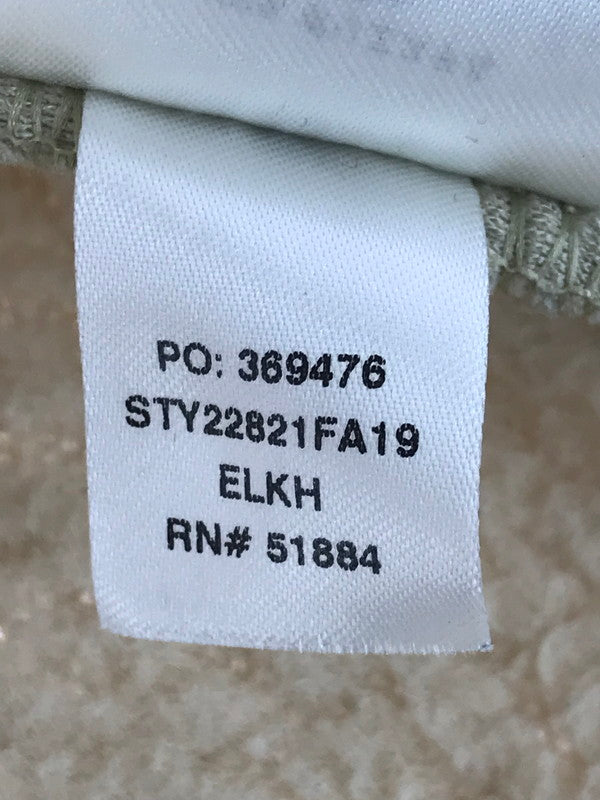 PO: 369476
STY22821FA19
ELKH
RN# 51884